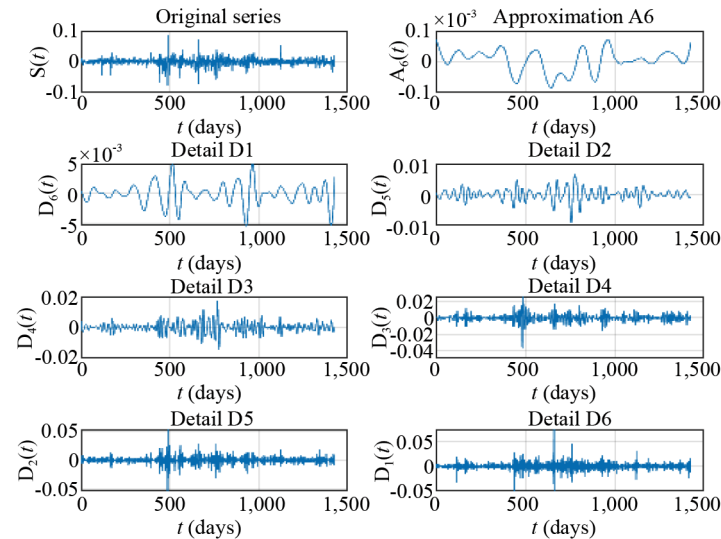 Original series
S(t)
0.1
0
-0.1
0
500
1,000
1,500
t (days)
Approximation A6
×10-3
A6(t)
0.1
0
-0.1
0
500
1,000
1,500
t (days)
Detail D1
×10-3
D6(t)
5
0
-5
0
500
1,000
1,500
t (days)
Detail D2
D5(t)
0.01
0
-0.01
0
500
1,000
1,500
t (days)
Detail D3
D4(t)
0.02
0
-0.02
0
500
1,000
1,500
t (days)
Detail D4
D3(t)
0.02
0
-0.02
-0.04
0
500
1,000
1,500
t (days)
Detail D5
D2(t)
0.05
0
-0.05
0
500
1,000
1,500
t (days)
Detail D6
D1(t)
0.05
0
-0.05
0
500
1,000
1,500
t (days)